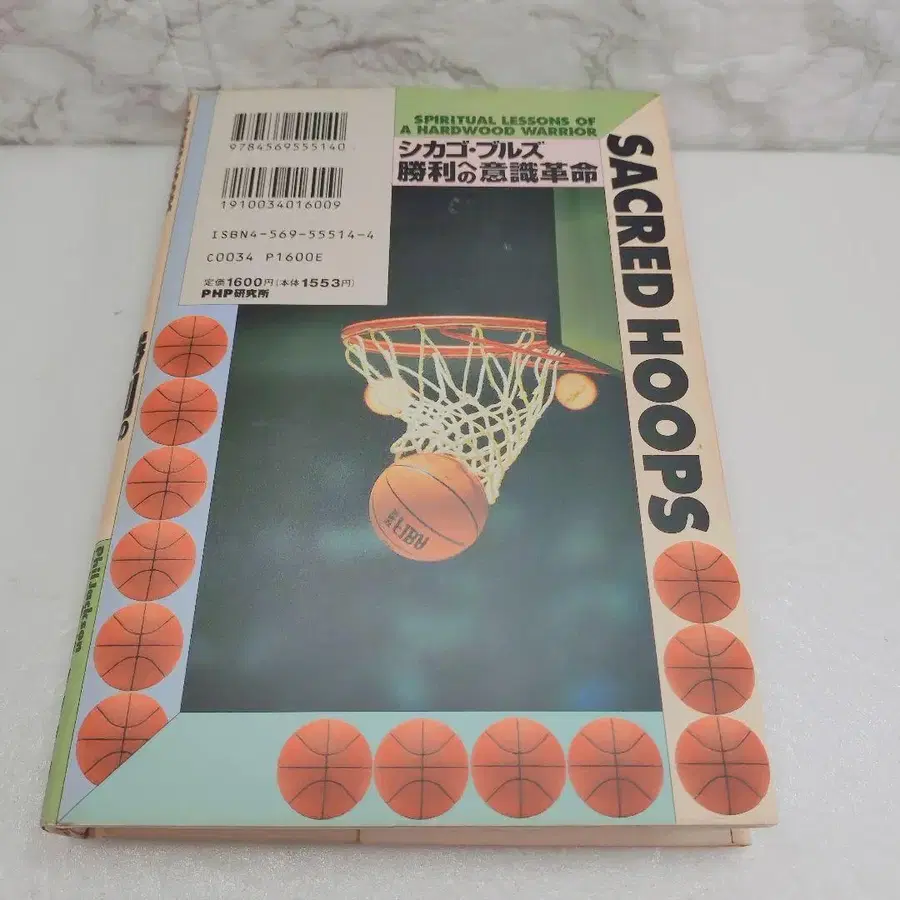 9784569555140
1910034016009
ISBN4-569-55514-4
C0034 P1600E
定価1600円(本体1553円)
PHP研究所
SPIRITUAL LESSONS OF
A HARDWOOD WARRIOR
シカゴ・ブルズ
勝利への意識革命
SACRED HOOPS
Phil Jackson